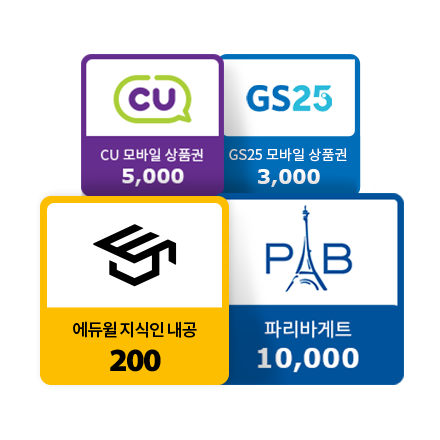 CU
GS25
CU 모바일 상품권
5,000
GS25 모바일 상품권
3,000
PAB
에듀윌 지식인 내공
200
파리바게트
10,000